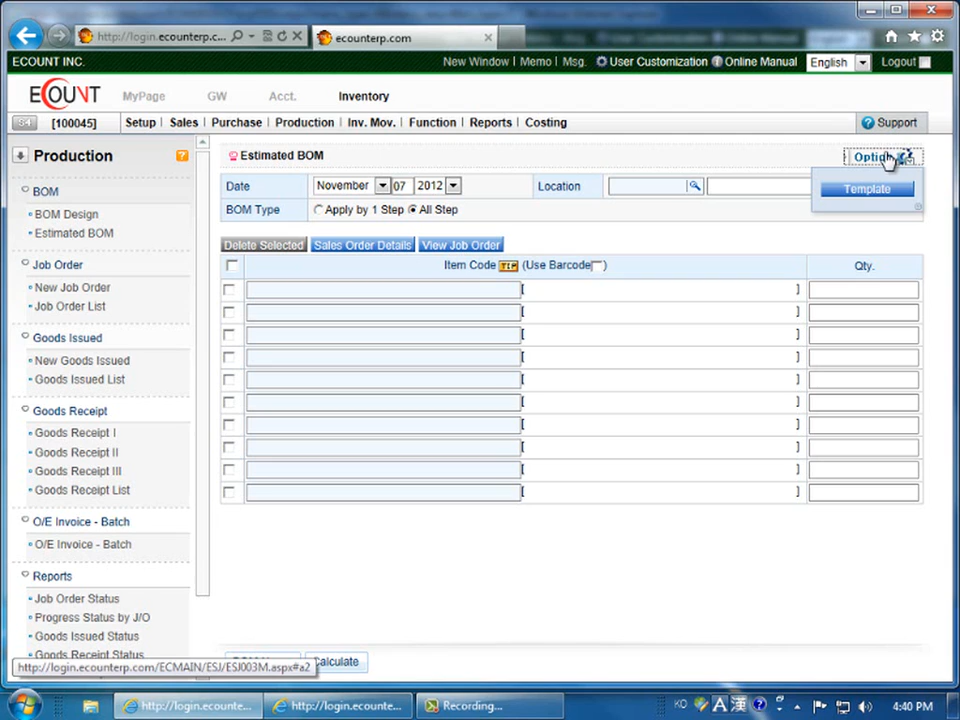 http://login.ecounterp.c...
ecounterp.com
ECOUNT INC.
New Window | Memo | Msg. User Customization Online Manual English Logout
ECOUNT MyPage GW Acct. Inventory
[100045] Setup | Sales | Purchase | Production | Inv. Mov. | Function | Reports | Costing Support
Production
Estimated BOM
Option
Template
Date November 07 2012 Location
BOM Type Apply by 1 Step All Step
Delete Selected Sales Order Details View Job Order
Item Code TIP (Use Barcode ) Qty.
[ ]
[ ]
[ ]
[ ]
[ ]
[ ]
[ ]
[ ]
[ ]
[ ]
BOM
BOM Design
Estimated BOM
Job Order
New Job Order
Job Order List
Goods Issued
New Goods Issued
Goods Issued List
Goods Receipt
Goods Receipt I
Goods Receipt II
Goods Receipt III
Goods Receipt List
O/E Invoice - Batch
O/E Invoice - Batch
Reports
Job Order Status
Progress Status by J/O
Goods Issued Status
Goods Receipt Status
http://login.ecounterp.com/ECMAIN/ESJ/ESJ003M.aspx#a2
Calculate
http://login.ecounterp... http://login.ecounte... Recording... KO A 漢 4:40 PM